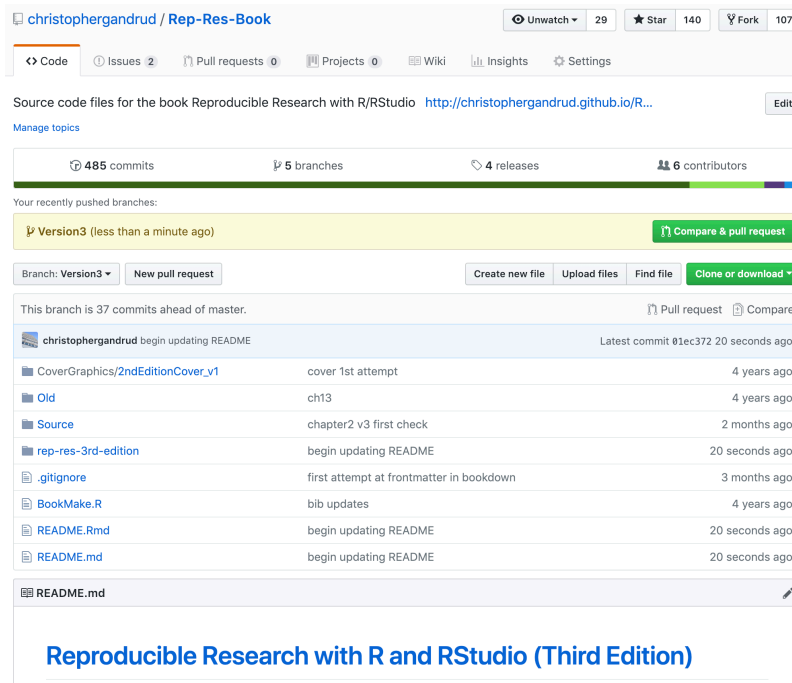 christophergandrud / Rep-Res-Book Unwatch 29 Star 140 Fork 107
Code Issues 2 Pull requests 0 Projects 0 Wiki Insights Settings
Source code files for the book Reproducible Research with R/RStudio http://christophergandrud.github.io/R... Edit
Manage topics
485 commits 5 branches 4 releases 6 contributors
Your recently pushed branches:
Version3 (less than a minute ago) Compare & pull request
Branch: Version3 New pull request Create new file Upload files Find file Clone or download
This branch is 37 commits ahead of master. Pull request Compare
christophergandrud begin updating README Latest commit 01ec372 20 seconds ago
CoverGraphics/2ndEditionCover_v1 cover 1st attempt 4 years ago
Old ch13 4 years ago
Source chapter2 v3 first check 2 months ago
rep-res-3rd-edition begin updating README 20 seconds ago
.gitignore first attempt at frontmatter in bookdown 3 months ago
BookMake.R bib updates 4 years ago
README.Rmd begin updating README 20 seconds ago
README.md begin updating README 20 seconds ago
README.md
Reproducible Research with R and RStudio (Third Edition)